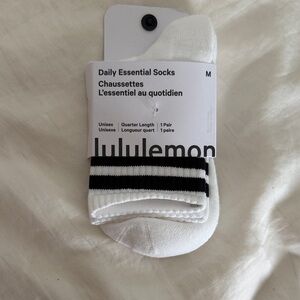 Daily Essential Socks M
Chaussettes
L'essentiel au quotidien
Unisex Quarter Length 1 Pair
Unisexe Longueur quart 1 paire
lululemon